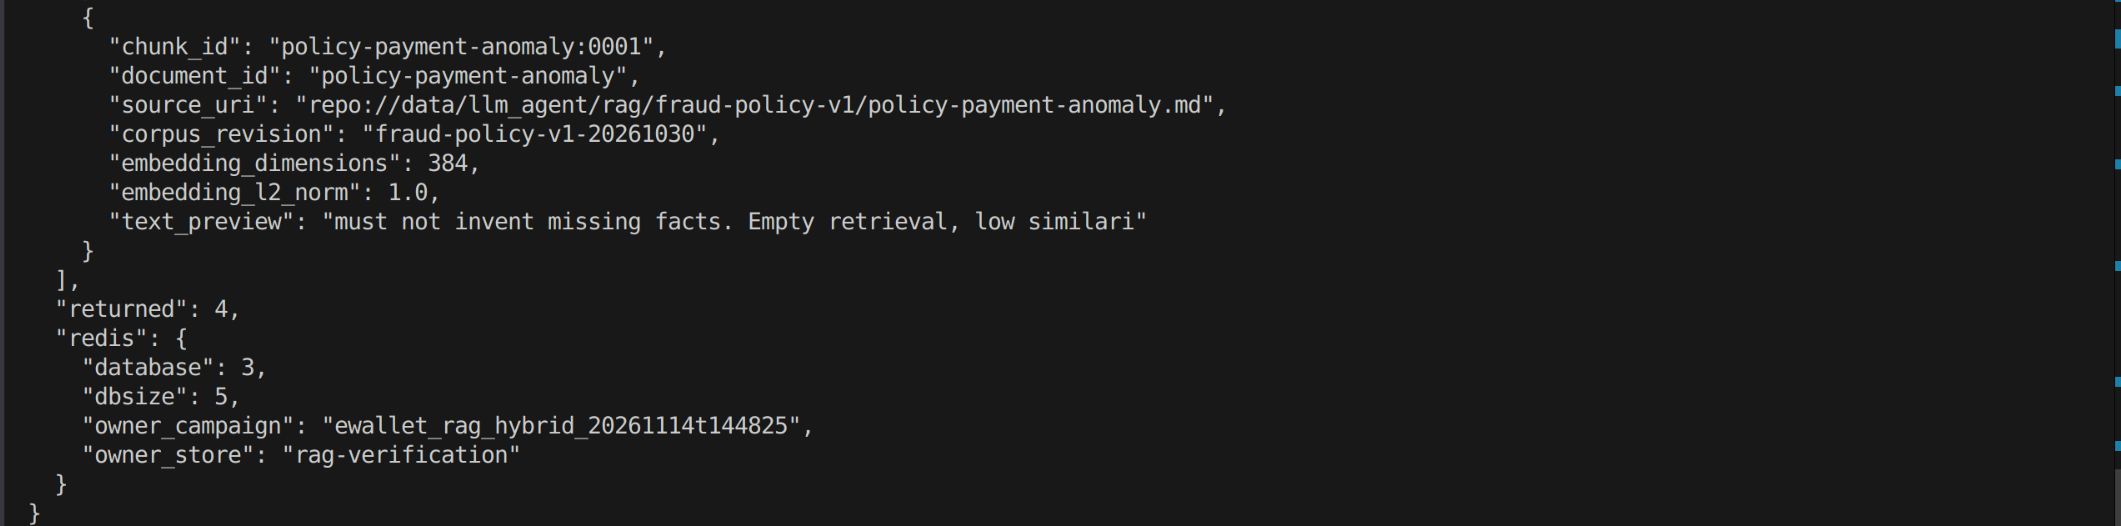 {
"chunk_id": "policy-payment-anomaly:0001",
"document_id": "policy-payment-anomaly",
"source_uri": "repo://data/llm_agent/rag/fraud-policy-v1/policy-payment-anomaly.md",
"corpus_revision": "fraud-policy-v1-20261030",
"embedding_dimensions": 384,
"embedding_l2_norm": 1.0,
"text_preview": "must not invent missing facts. Empty retrieval, low similari"
}
],
"returned": 4,
"redis": {
"database": 3,
"dbsize": 5,
"owner_campaign": "ewallet_rag_hybrid_20261114t144825",
"owner_store": "rag-verification"
}
}